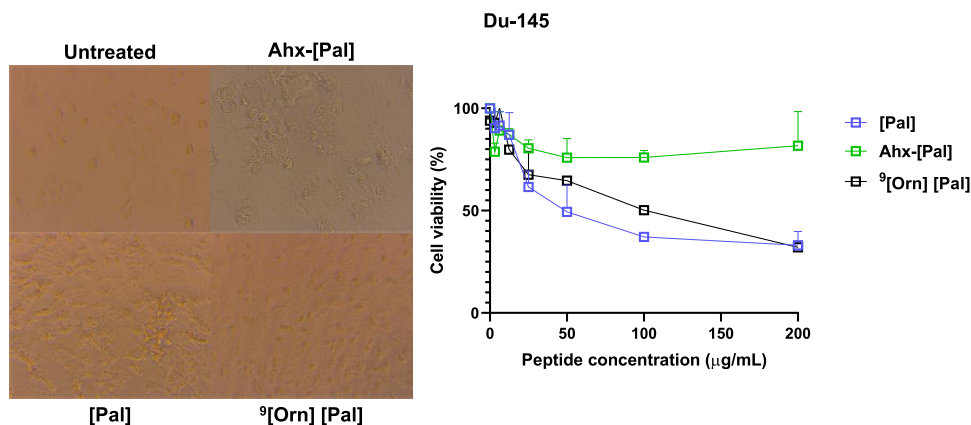 Du-145
Untreated
Ahx-[Pal]
[Pal]
⁹[Orn] [Pal]
Cell viability (%)
100
50
0
0
50
100
150
200
Peptide concentration (μg/mL)
[Pal]
Ahx-[Pal]
⁹[Orn] [Pal]